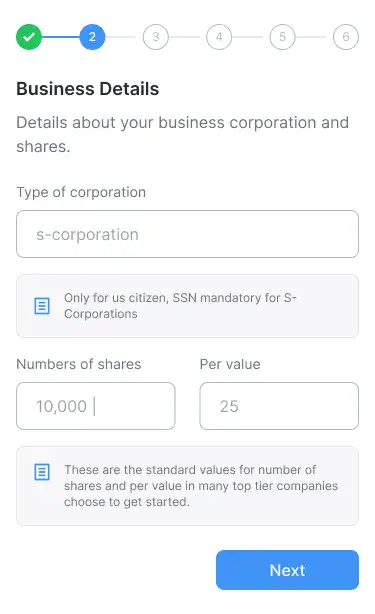 2 3 4 5 6
Business Details
Details about your business corporation and
shares.
Type of corporation
s-corporation
Only for us citizen, SSN mandatory for S-
Corporations
Numbers of shares Per value
10,000 25
These are the standard values for number of
shares and per value in many top tier companies
choose to get started.
Next